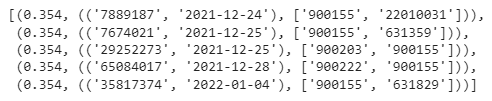 [(0.354, (('7889187', '2021-12-24'), ['900155', '22010031'])),
(0.354, (('7674021', '2021-12-25'), ['900155', '631359'])),
(0.354, (('29252273', '2021-12-25'), ['900203', '900155'])),
(0.354, (('65084017', '2021-12-28'), ['900222', '900155'])),
(0.354, (('35817374', '2022-01-04'), ['900155', '631829']))]